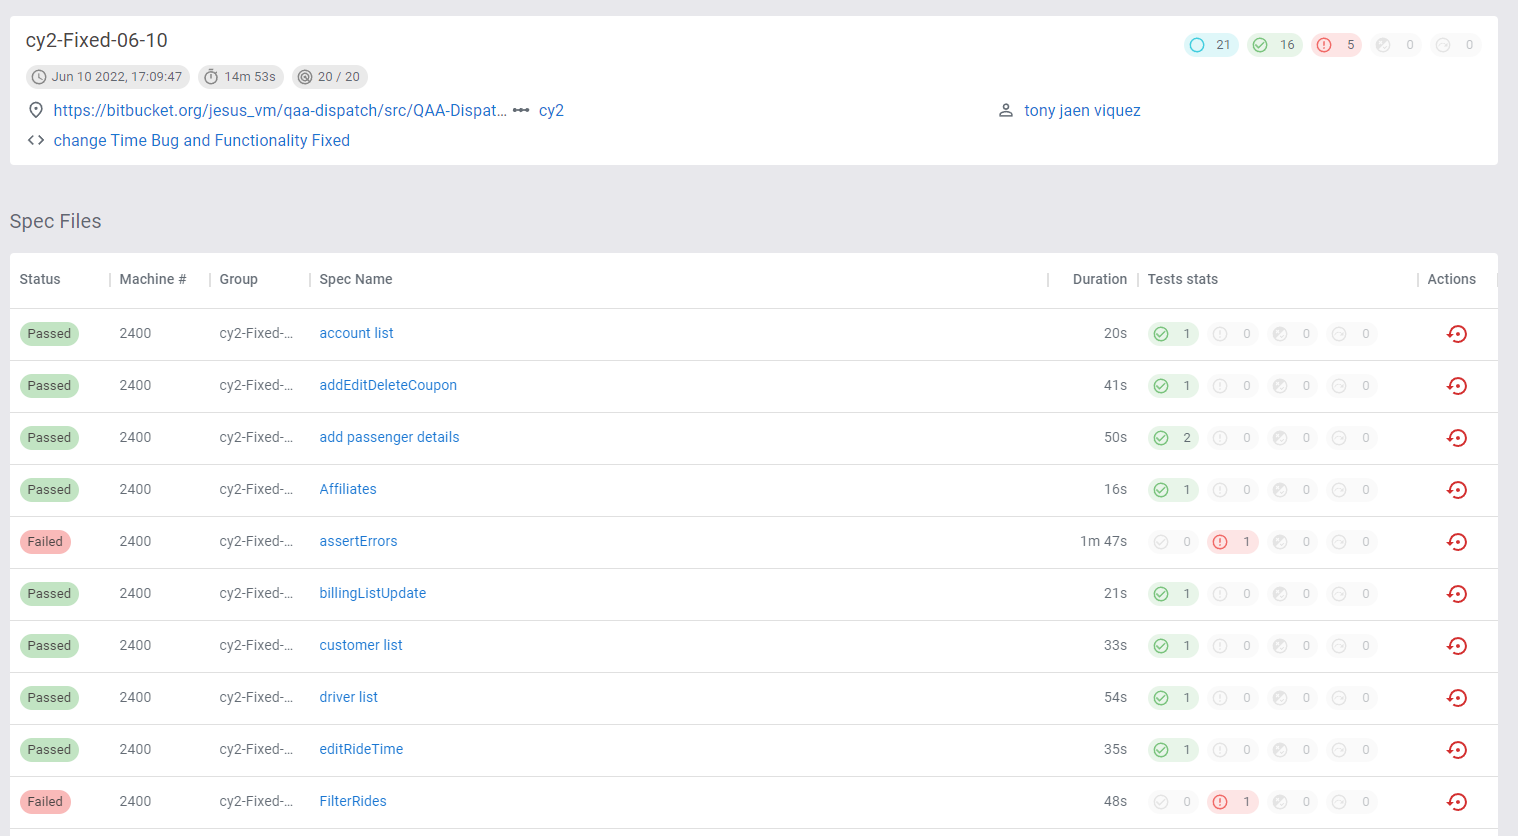 cy2-Fixed-06-10
21 16 5 0 0
Jun 10 2022, 17:09:47 14m 53s 20 / 20
https://bitbucket.org/jesus_vm/qaa-dispatch/src/QAA-Dispat... cy2 tony jaen viquez
change Time Bug and Functionality Fixed
Spec Files
Status Machine # Group Spec Name Duration Tests stats Actions
Passed 2400 cy2-Fixed-... account list 20s 1 0 0 0
Passed 2400 cy2-Fixed-... addEditDeleteCoupon 41s 1 0 0 0
Passed 2400 cy2-Fixed-... add passenger details 50s 2 0 0 0
Passed 2400 cy2-Fixed-... Affiliates 16s 1 0 0 0
Failed 2400 cy2-Fixed-... assertErrors 1m 47s 0 1 0 0
Passed 2400 cy2-Fixed-... billingListUpdate 21s 1 0 0 0
Passed 2400 cy2-Fixed-... customer list 33s 1 0 0 0
Passed 2400 cy2-Fixed-... driver list 54s 1 0 0 0
Passed 2400 cy2-Fixed-... editRideTime 35s 1 0 0 0
Failed 2400 cy2-Fixed-... FilterRides 48s 0 1 0 0